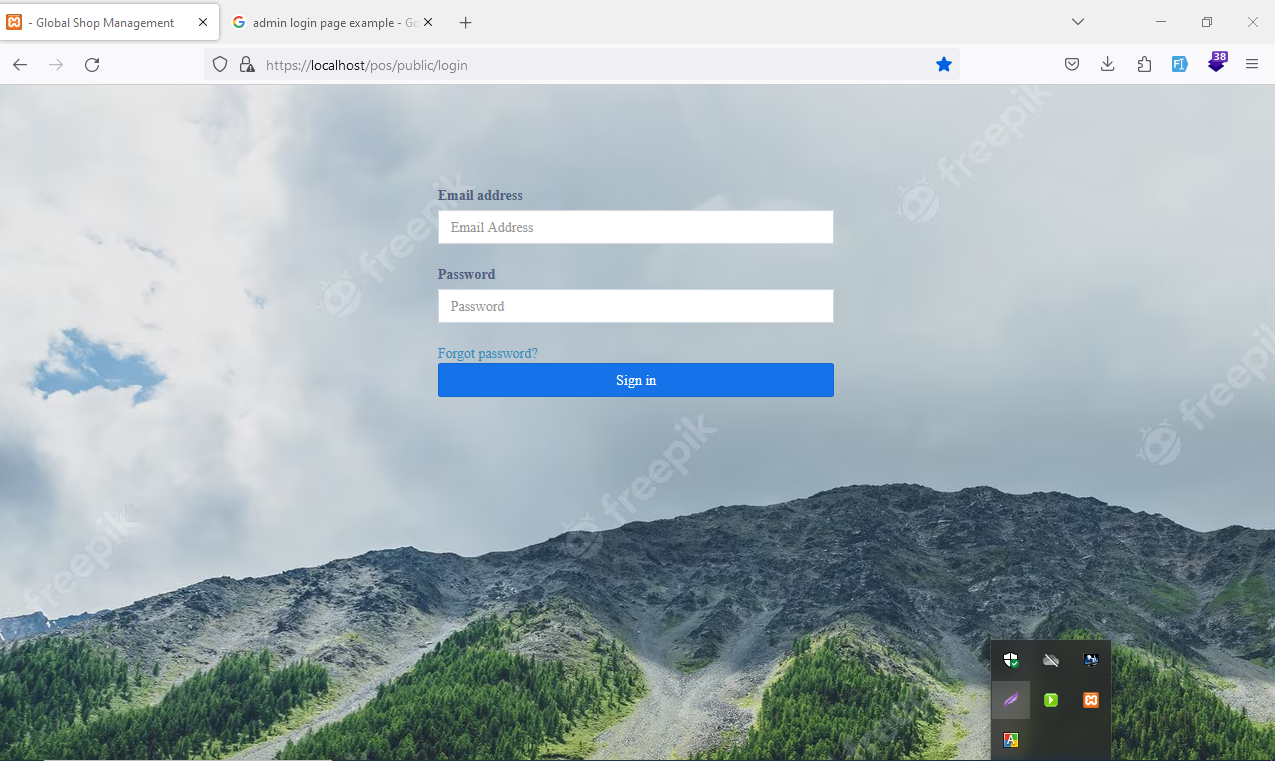 - Global Shop Management
admin login page example - Go
https://localhost/pos/public/login
38
freepik
Email address
freepik
Email Address
freepik
Password
Password
Forgot password?
freepik
Sign in
freepik
freepik
freepik